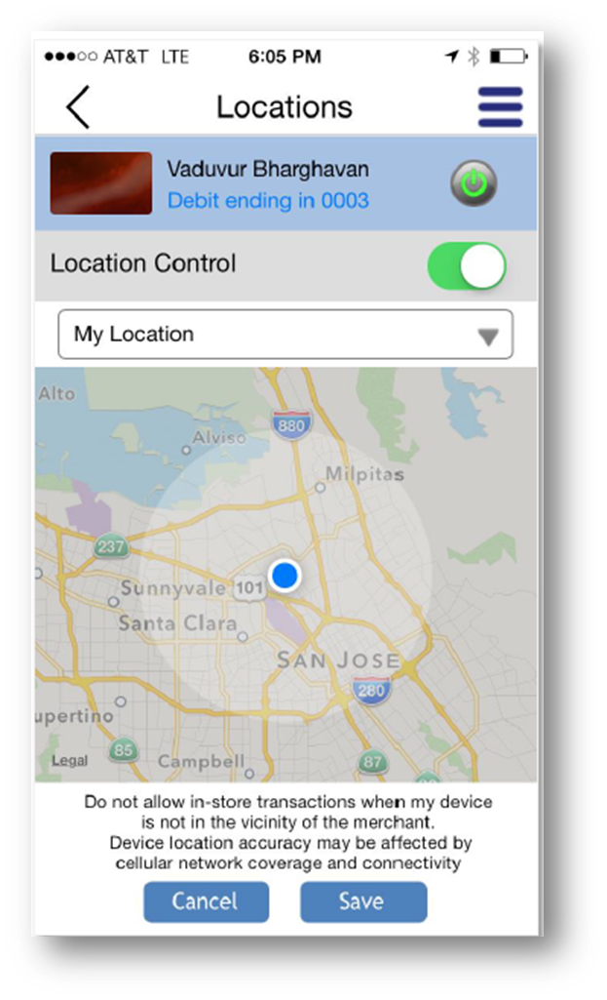 AT&T LTE 6:05 PM
Locations
Vaduvur Bharghavan
Debit ending in 0003
Location Control
My Location
Alto
880
Alviso
Milpitas
237
Sunnyvale 101
Santa Clara
SAN JOSE
280
upertino
85
Legal
Campbell
87
Do not allow in-store transactions when my device
is not in the vicinity of the merchant.
Device location accuracy may be affected by
cellular network coverage and connectivity
Cancel Save